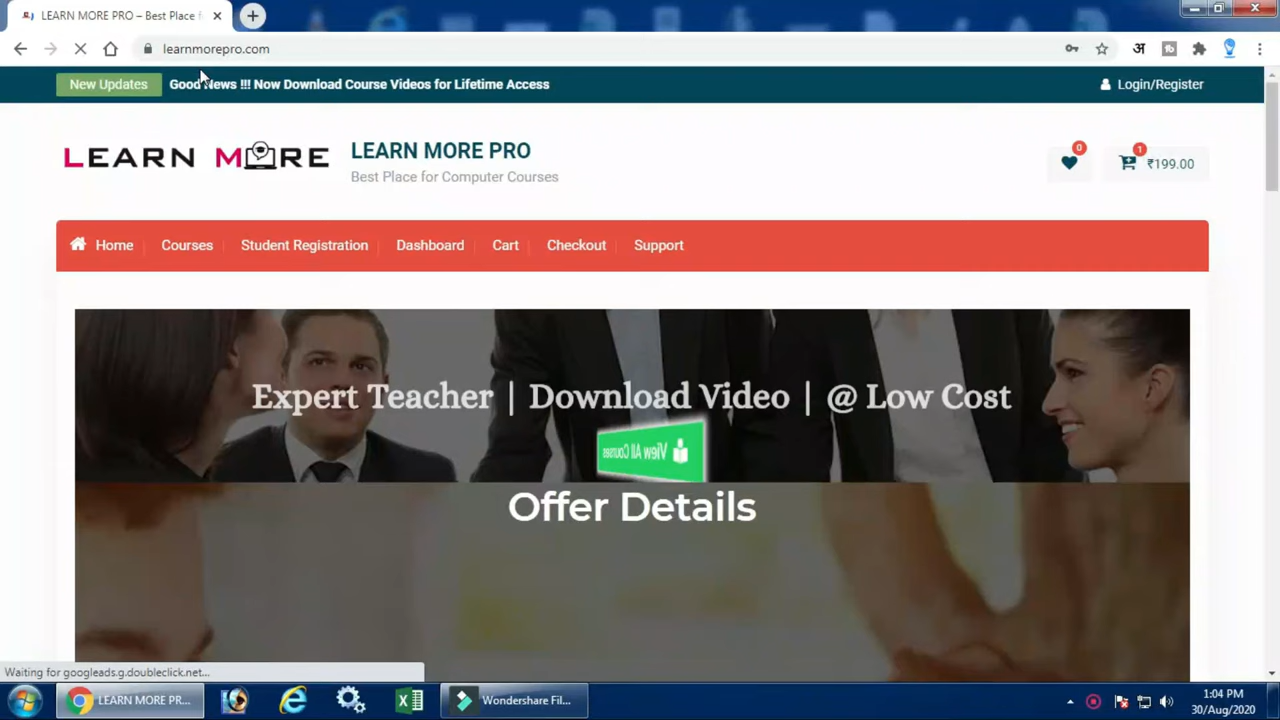 LEARN MORE PRO – Best Place f
learnmorepro.com
अ
New Updates
Good News !!! Now Download Course Videos for Lifetime Access
Login/Register
LEARN MORE
LEARN MORE PRO
Best Place for Computer Courses
0
1
₹199.00
Home
Courses
Student Registration
Dashboard
Cart
Checkout
Support
Expert Teacher | Download Video | @ Low Cost
View All Courses
Offer Details
Waiting for googleads.g.doubleclick.net...
LEARN MORE PR...
Wondershare Fil...
1:04 PM
30/Aug/2020